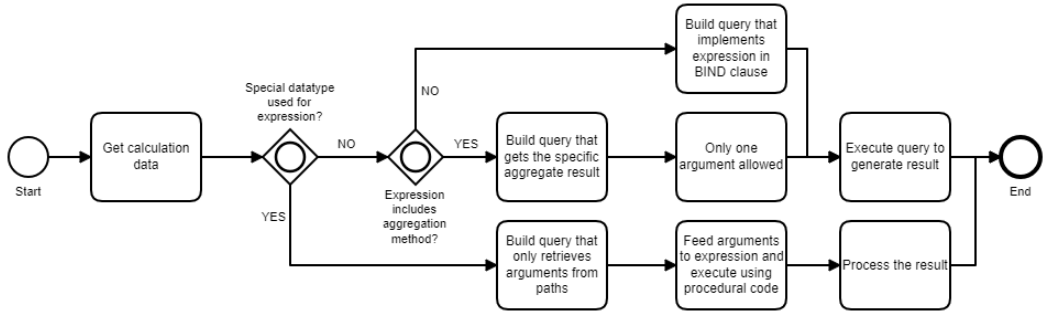 Build query that
implements
expression in
BIND clause
Special datatype
used for
expression?
NO
Get calculation
data
NO
YES
Build query that
gets the specific
aggregate result
Only one
argument allowed
Execute query to
generate result
Start
End
Expression
includes
aggregation
method?
YES
Build query that
only retrieves
arguments from
paths
Feed arguments
to expression and
execute using
procedural code
Process the result